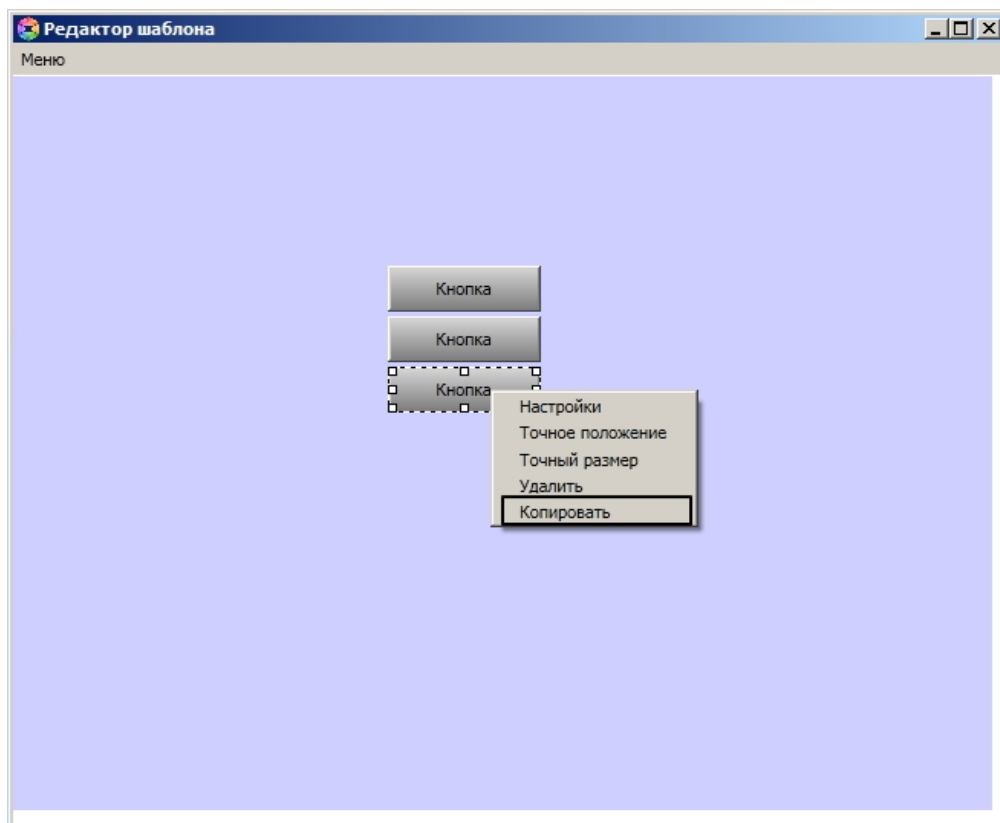 Редактор шаблона
Меню
Кнопка
Кнопка
Кнопка
Настройки
Точное положение
Точный размер
Удалить
Копировать